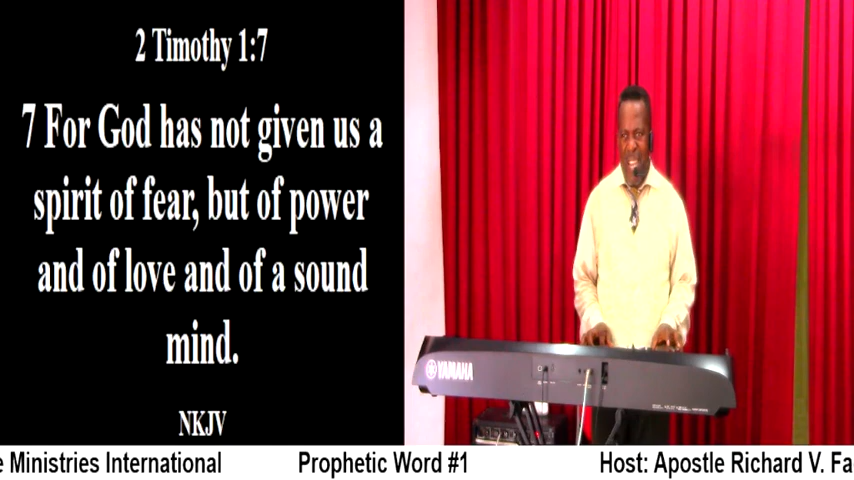 2 Timothy 1:7
7 For God has not given us a
spirit of fear, but of power
and of love and of a sound
mind.
NKJV
YAMAHA
e Ministries International Prophetic Word #1 Host: Apostle Richard V. Fa